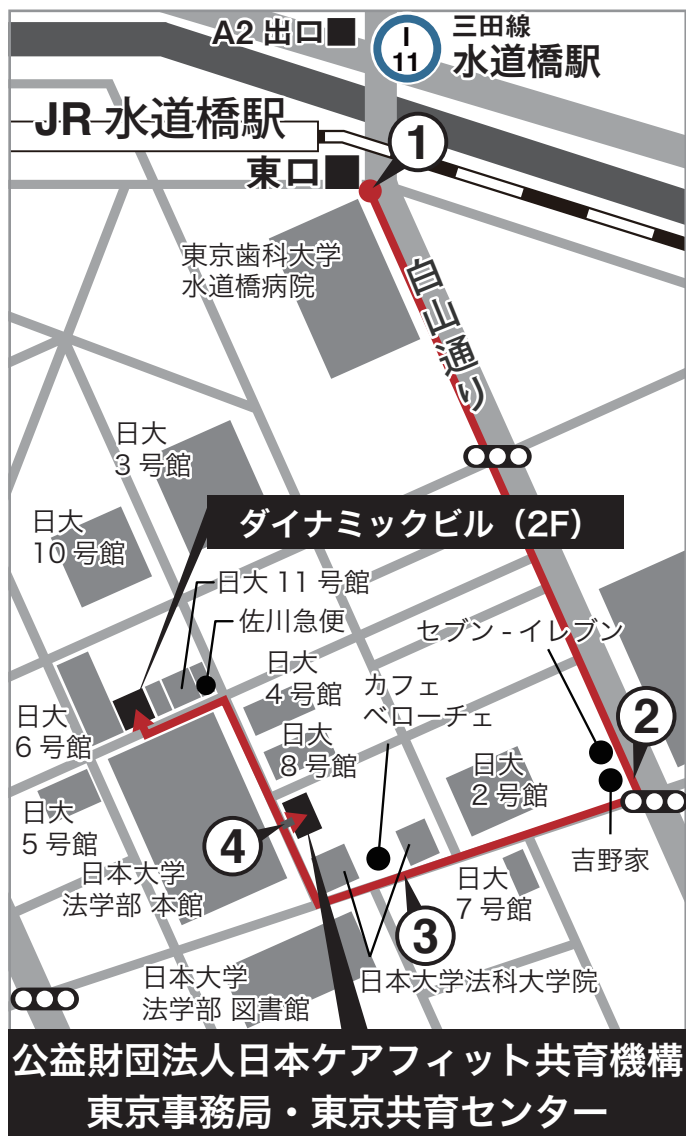 A2 出口
I
11
三田線
水道橋駅
JR 水道橋駅
東口
1
東京歯科大学
水道橋病院
白山通り
日大
3 号館
日大
10 号館
ダイナミックビル（2F）
日大 11 号館
佐川急便
セブン - イレブン
日大
4 号館
カフェ
ベローチェ
日大
6 号館
日大
8 号館
2
日大
2 号館
日大
5 号館
4
吉野家
日本大学
法学部 本館
日大
7 号館
3
日本大学
法学部 図書館
日本大学法科大学院
公益財団法人日本ケアフィット共育機構
東京事務局・東京共育センター